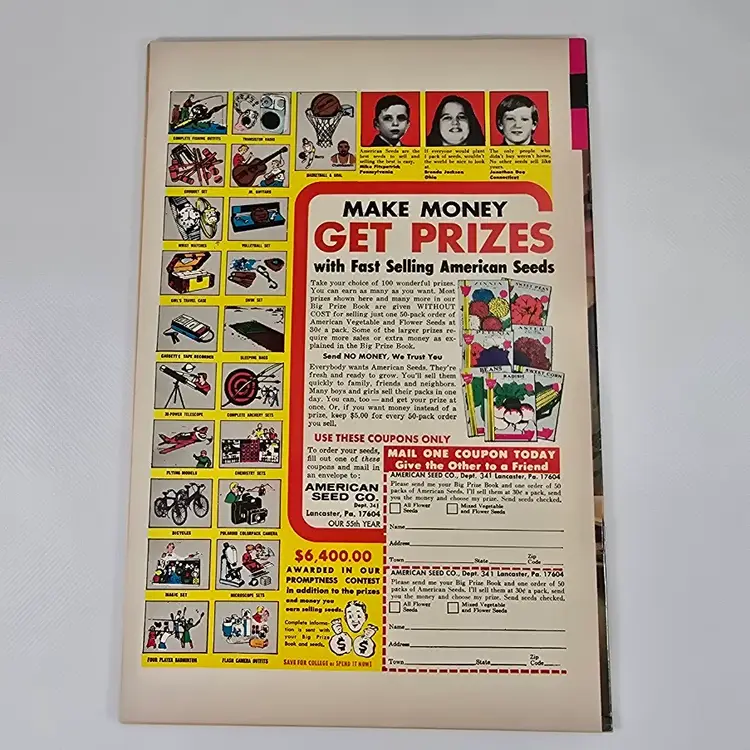 COMPLETE FISHING OUTFITS
TRANSISTOR RADIO
BASKETBALL & GOAL
American Seeds are the
best seeds to sell and
selling the best is easy.
Mike Fitzpatrick
Pennsylvania
If everyone would plant
1 pack of seeds, wouldn't
the world be nice to look
at.
Brenda Jackson
Ohio
The only people who
didn't buy weren't home.
No other seeds sell like
yours.
Jonathan Dog
Connecticut
CROQUET SET
JR. GUITARS
WRIST WATCHES
VOLLEYBALL SET
GIRL'S TRAVEL CASE
SWIM SET
CASSETTE TAPE RECORDER
SLEEPING BAGS
30-POWER TELESCOPE
COMPLETE ARCHERY SETS
FLYING MODELS
CHEMISTRY SETS
BICYCLES
POLAROID COLORPACK CAMERA
MAGIC SET
MICROSCOPE SETS
FOUR PLAYER BADMINTON
FLASH CAMERA OUTFITS
MAKE MONEY
GET PRIZES
with Fast Selling American Seeds
Take your choice of 100 wonderful prizes.
You can earn as many as you want. Most
prizes shown here and many more in our
Big Prize Book are given WITHOUT
COST for selling just one 50-pack order of
American Vegetable and Flower Seeds at
30¢ a pack. Some of the larger prizes re-
quire more sales or extra money as ex-
plained in the Big Prize Book.
Send NO MONEY, We Trust You
Everybody wants American Seeds. They're
fresh and ready to grow. You'll sell them
quickly to family, friends and neighbors.
Many boys and girls sell their packs in one
day. You can, too — and get your prize at
once. Or, if you want money instead of a
prize, keep $5.00 for every 50-pack order
you sell.
ZINNIA
SWEET PEAS
ASTER
BEANS
RADISH
SWEET CORN
USE THESE COUPONS ONLY
To order your seeds,
fill out one of these
coupons and mail in
an envelope to:
AMERICAN
SEED CO.
Dept. 341
Lancaster, Pa. 17604
OUR 55th YEAR
$6,400.00
AWARDED IN OUR
PROMPTNESS CONTEST
in addition to the prizes
and money you
earn selling seeds.
Complete informa-
tion is sent with
your Big Prize
Book and seeds.
$
$
SAVE FOR COLLEGE or SPEND IT NOW!
MAIL ONE COUPON TODAY
Give the Other to a Friend
AMERICAN SEED CO., Dept. 341 Lancaster, Pa. 17604
Please send me your Big Prize Book and one order of 50
packs of American Seeds. I'll sell them at 30¢ a pack, send
you the money and choose my prize. Send seeds checked.
All Flower Seeds
Mixed Vegetable and Flower Seeds
Name
Address
Town State Zip Code
AMERICAN SEED CO., Dept. 341 Lancaster, Pa. 17604
Please send me your Big Prize Book and one order of 50
packs of American Seeds. I'll sell them at 30¢ a pack, send
you the money and choose my prize. Send seeds checked.
All Flower Seeds
Mixed Vegetable and Flower Seeds
Name
Address
Town State Zip Code